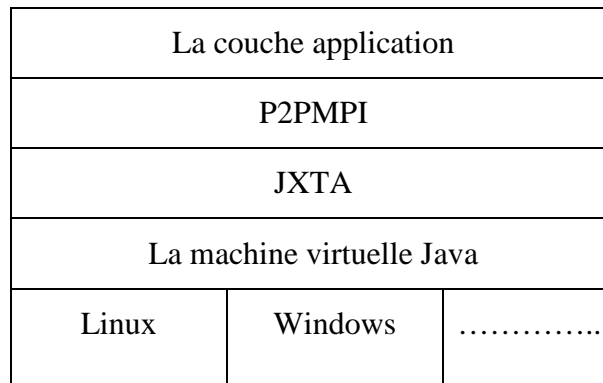 La couche application
P2PMPI
JXTA
La machine virtuelle Java
Linux Windows …………..